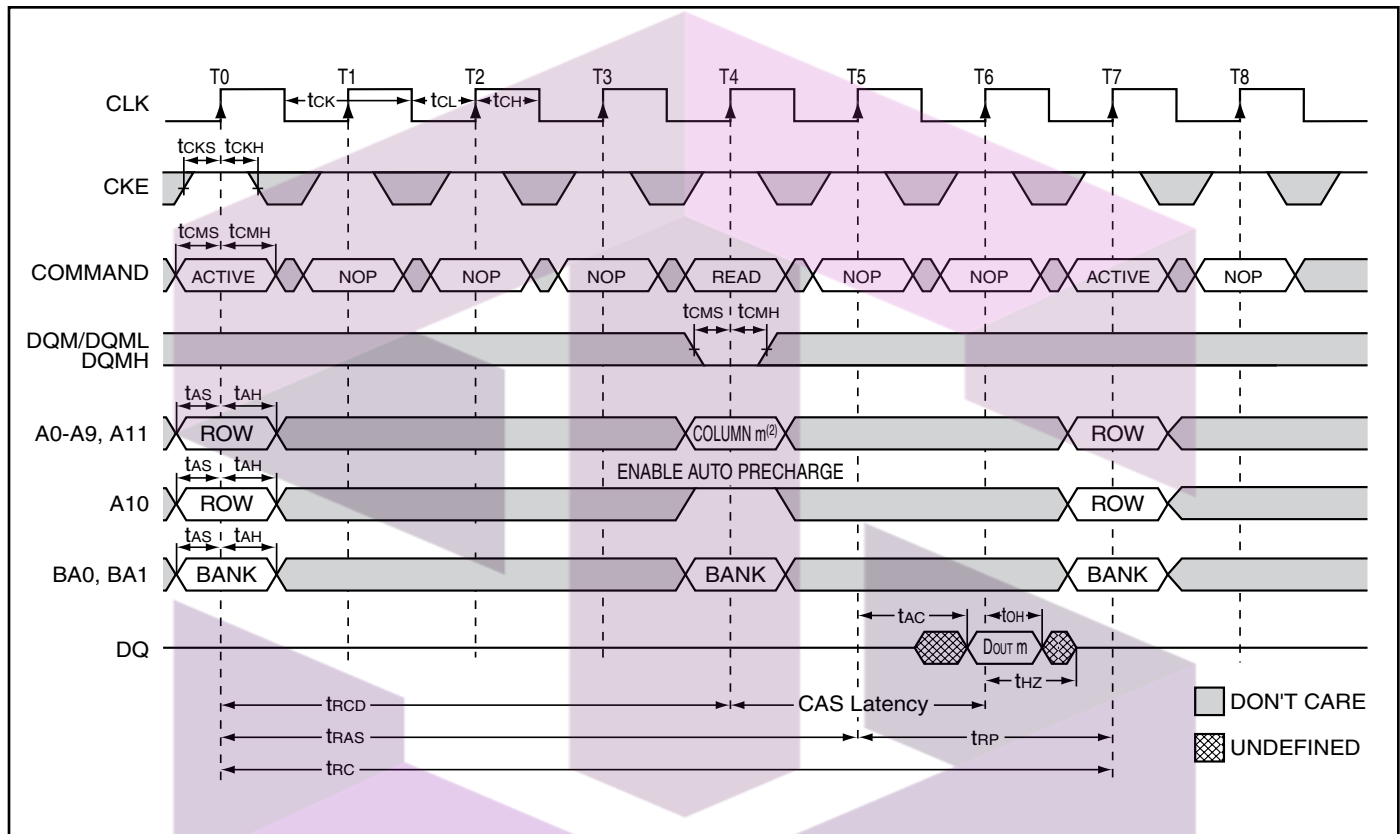 T0 T1 T2 T3 T4 T5 T6 T7 T8
CLK tCK tCL tCH
tCKS tCKH
CKE
tCMS tCMH
COMMAND ACTIVE NOP NOP NOP READ NOP NOP ACTIVE NOP
tCMS tCMH
DQM/DQML
DQMH
tAS tAH
A0-A9, A11 ROW COLUMN m(2) ROW
tAS tAH ENABLE AUTO PRECHARGE
A10 ROW ROW
tAS tAH
BA0, BA1 BANK BANK BANK
tAC tOH
DQ DOUT m
tHZ
tRCD CAS Latency DON'T CARE
tRAS tRP UNDEFINED
tRC